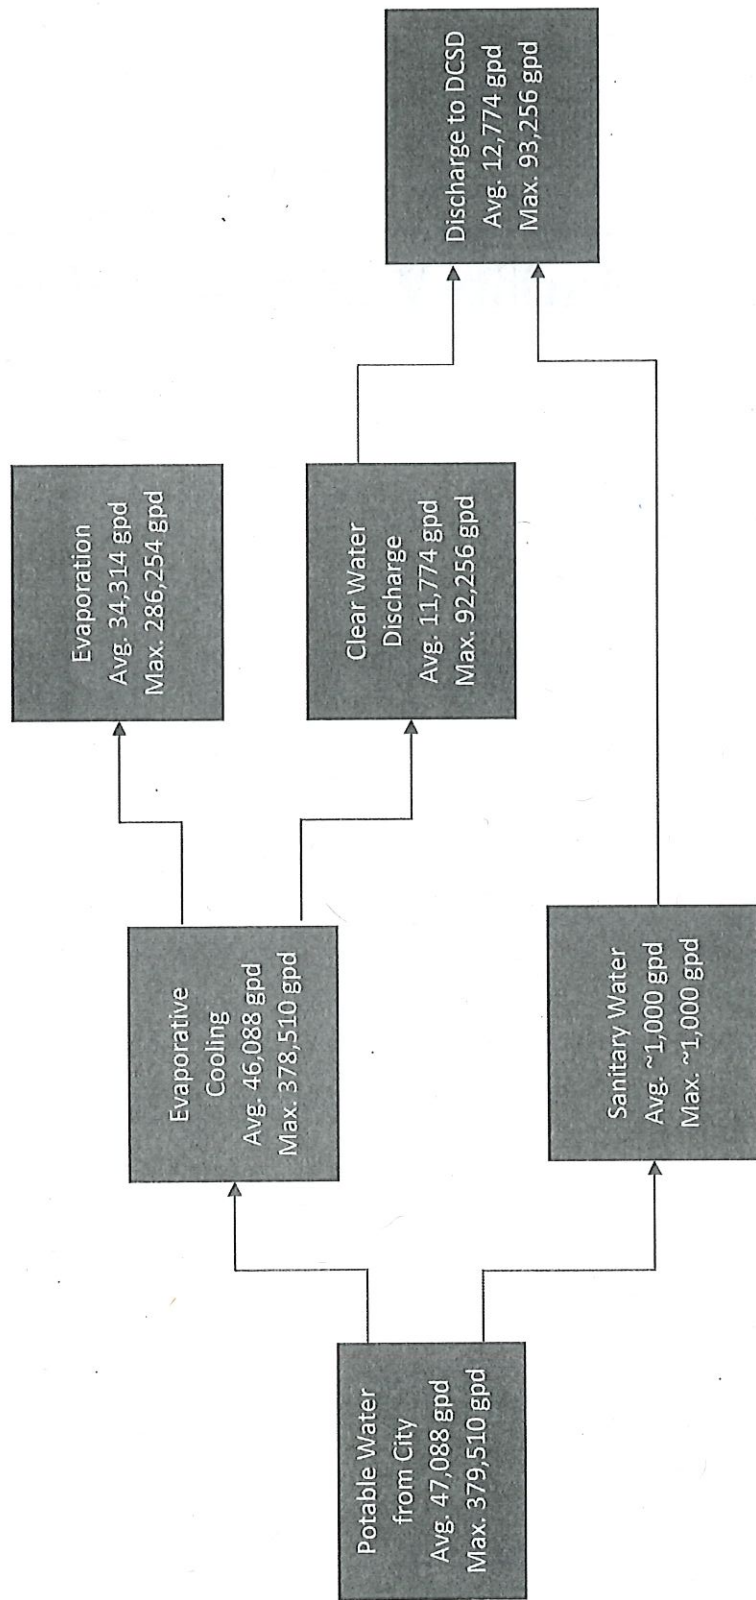 Potable Water
from City
Avg. 47,088 gpd
Max. 379,510 gpd
Evaporative
Cooling
Avg. 46,088 gpd
Max. 378,510 gpd
Sanitary Water
Avg. ~1,000 gpd
Max. ~1,000 gpd
Evaporation
Avg. 34,314 gpd
Max. 286,254 gpd
Clear Water
Discharge
Avg. 11,774 gpd
Max. 92,256 gpd
Discharge to DCSD
Avg. 12,774 gpd
Max. 93,256 gpd